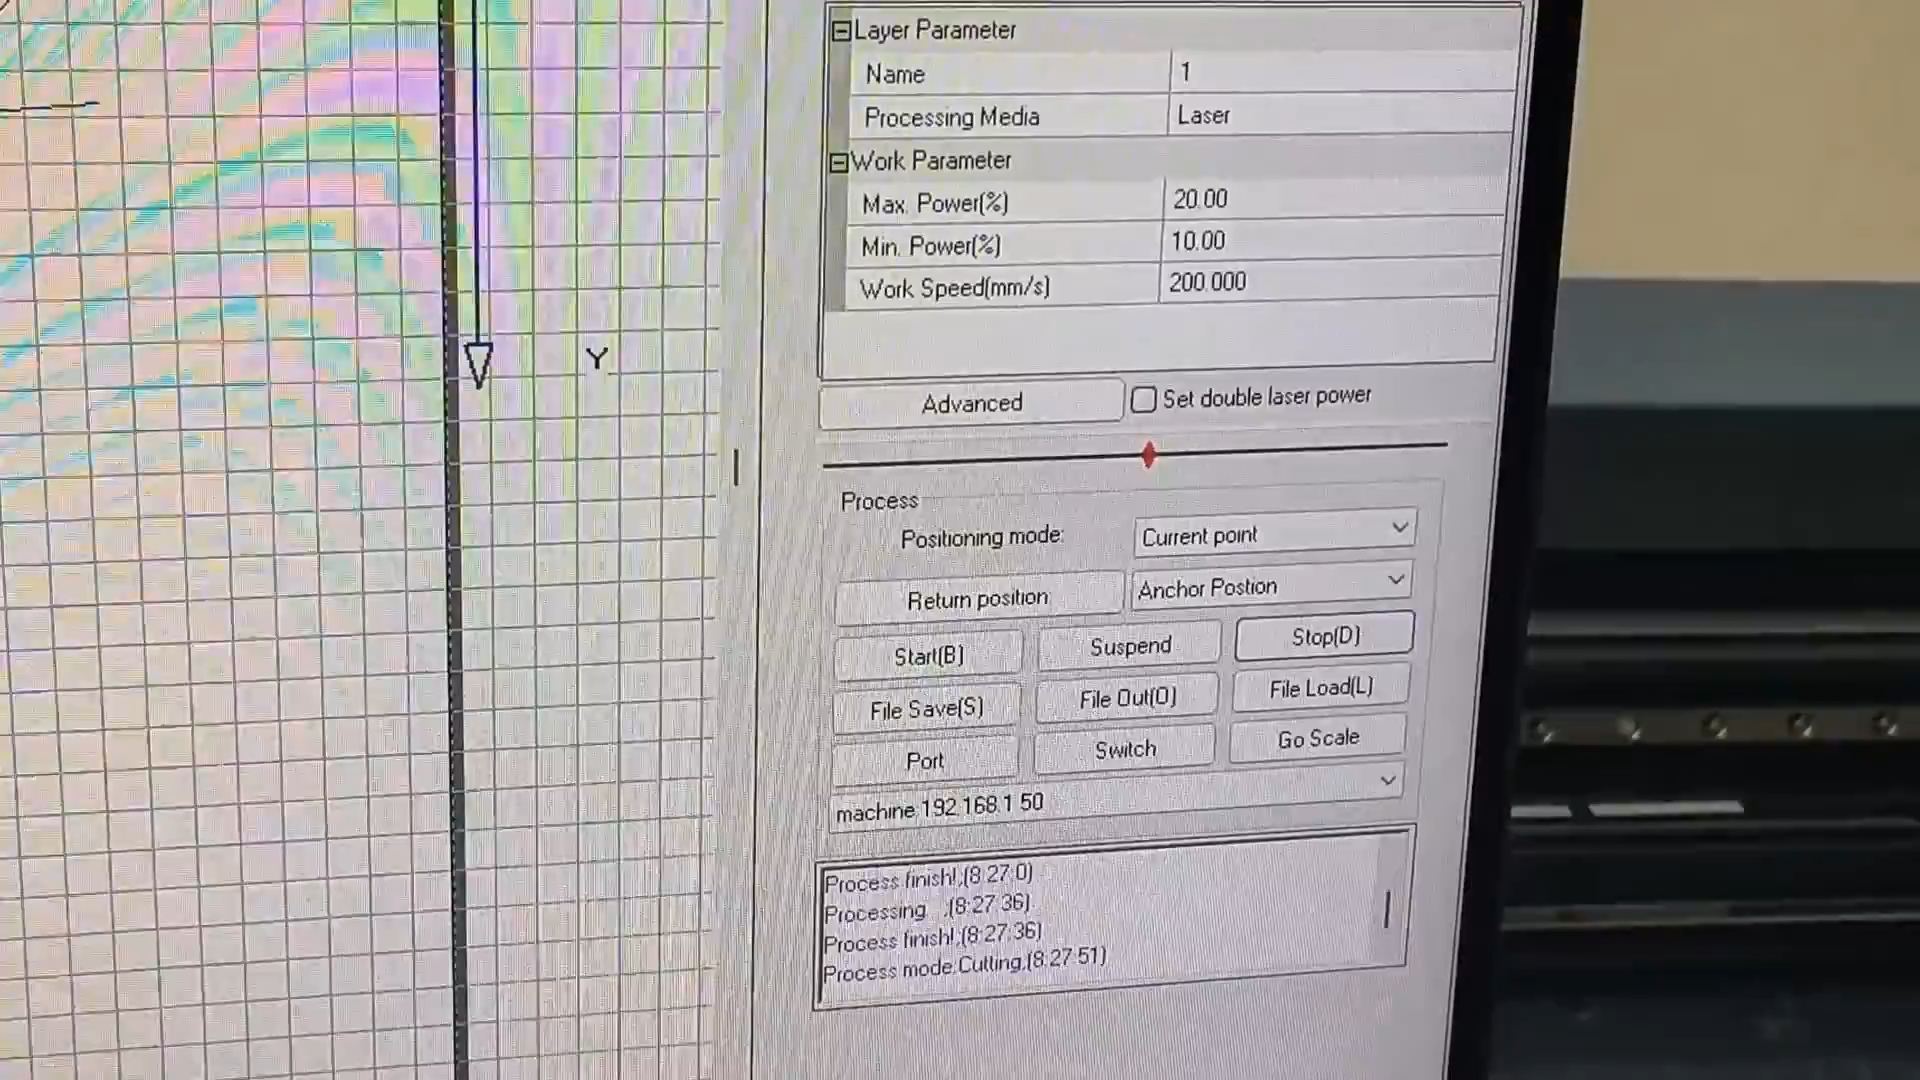 Layer Parameter
Name 1
Processing Media Laser
Work Parameter
Max. Power(%) 20.00
Min. Power(%) 10.00
Work Speed(mm/s) 200.000
Y
Advanced Set double laser power
Process
Positioning mode: Current point
Return position: Anchor Postion
Start(B) Suspend Stop(D)
File Save(S) File Out(O) File Load(L)
Port Switch Go Scale
machine:192.168.1.50
Process finish!,(8:27:0)
Processing ,(8:27:36)
Process finish!,(8:27:36)
Process mode:Cutting,(8:27:51)